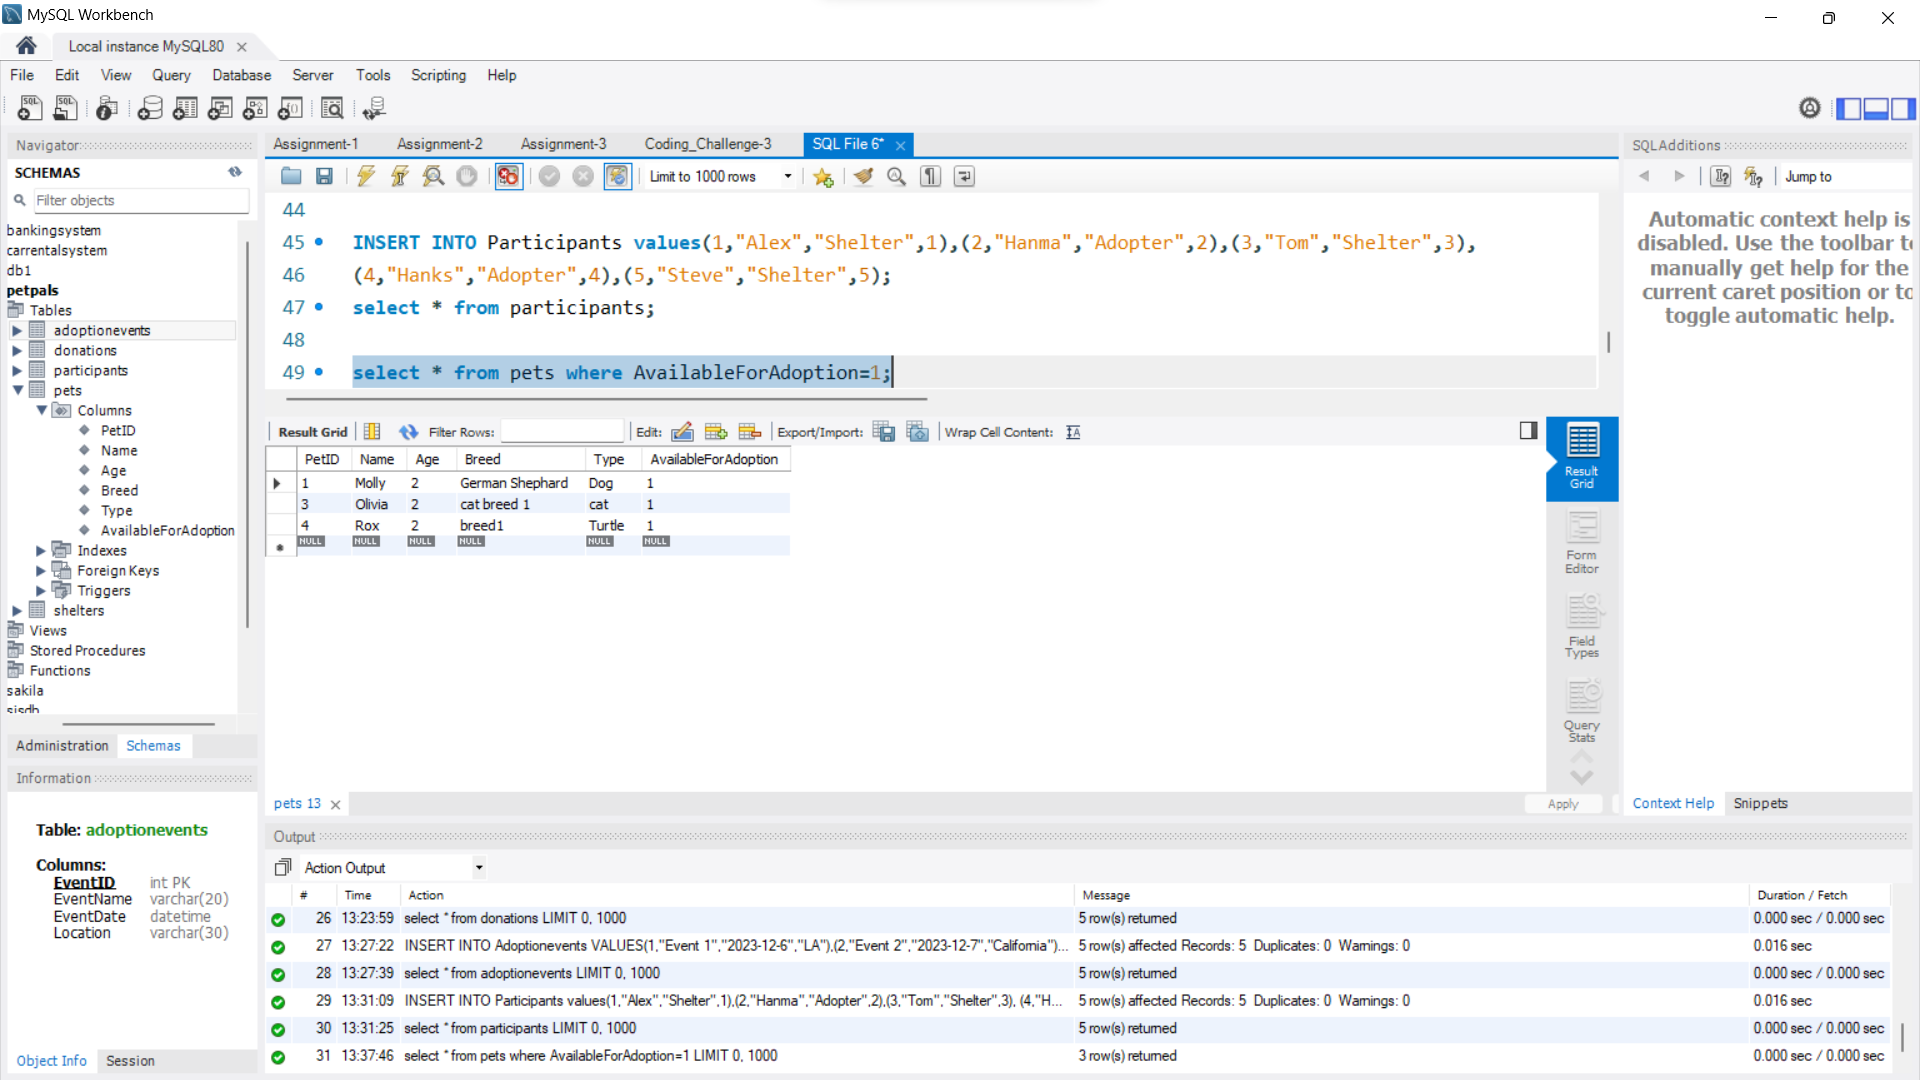 MySQL Workbench
Local instance MySQL80
File Edit View Query Database Server Tools Scripting Help
Navigator
SCHEMAS
Filter objects
bankingsystem
carrentalsystem
db1
petpals
Tables
adoptionevents
donations
participants
pets
Columns
PetID
Name
Age
Breed
Type
AvailableForAdoption
Indexes
Foreign Keys
Triggers
shelters
Views
Stored Procedures
Functions
sakila
sisdb
Administration Schemas
Information
Table: adoptionevents
Columns:
EventID int PK
EventName varchar(20)
EventDate datetime
Location varchar(30)
Object Info Session
Assignment-1 Assignment-2 Assignment-3 Coding_Challenge-3 SQL File 6*
Limit to 1000 rows
44
45 INSERT INTO Participants values(1,"Alex","Shelter",1),(2,"Hanma","Adopter",2),(3,"Tom","Shelter",3),
46 (4,"Hanks","Adopter",4),(5,"Steve","Shelter",5);
47 select * from participants;
48
49 select * from pets where AvailableForAdoption=1;
Result Grid Filter Rows: Edit: Export/Import: Wrap Cell Content:
PetID Name Age Breed Type AvailableForAdoption
1 Molly 2 German Shephard Dog 1
3 Olivia 2 cat breed 1 cat 1
4 Rox 2 breed1 Turtle 1
NULL NULL NULL NULL NULL NULL
Result
Grid
Form
Editor
Field
Types
Query
Stats
pets 13
Apply
SQLAdditions
Jump to
Automatic context help is
disabled. Use the toolbar t
manually get help for the
current caret position or to
toggle automatic help.
Context Help Snippets
Output
Action Output
# Time Action Message Duration / Fetch
26 13:23:59 select * from donations LIMIT 0, 1000 5 row(s) returned 0.000 sec / 0.000 sec
27 13:27:22 INSERT INTO Adoptionevents VALUES(1,"Event 1","2023-12-6","LA"),(2,"Event 2","2023-12-7","California")... 5 row(s) affected Records: 5 Duplicates: 0 Warnings: 0 0.016 sec
28 13:27:39 select * from adoptionevents LIMIT 0, 1000 5 row(s) returned 0.000 sec / 0.000 sec
29 13:31:09 INSERT INTO Participants values(1,"Alex","Shelter",1),(2,"Hanma","Adopter",2),(3,"Tom","Shelter",3), (4,"H... 5 row(s) affected Records: 5 Duplicates: 0 Warnings: 0 0.016 sec
30 13:31:25 select * from participants LIMIT 0, 1000 5 row(s) returned 0.000 sec / 0.000 sec
31 13:37:46 select * from pets where AvailableForAdoption=1 LIMIT 0, 1000 3 row(s) returned 0.000 sec / 0.000 sec